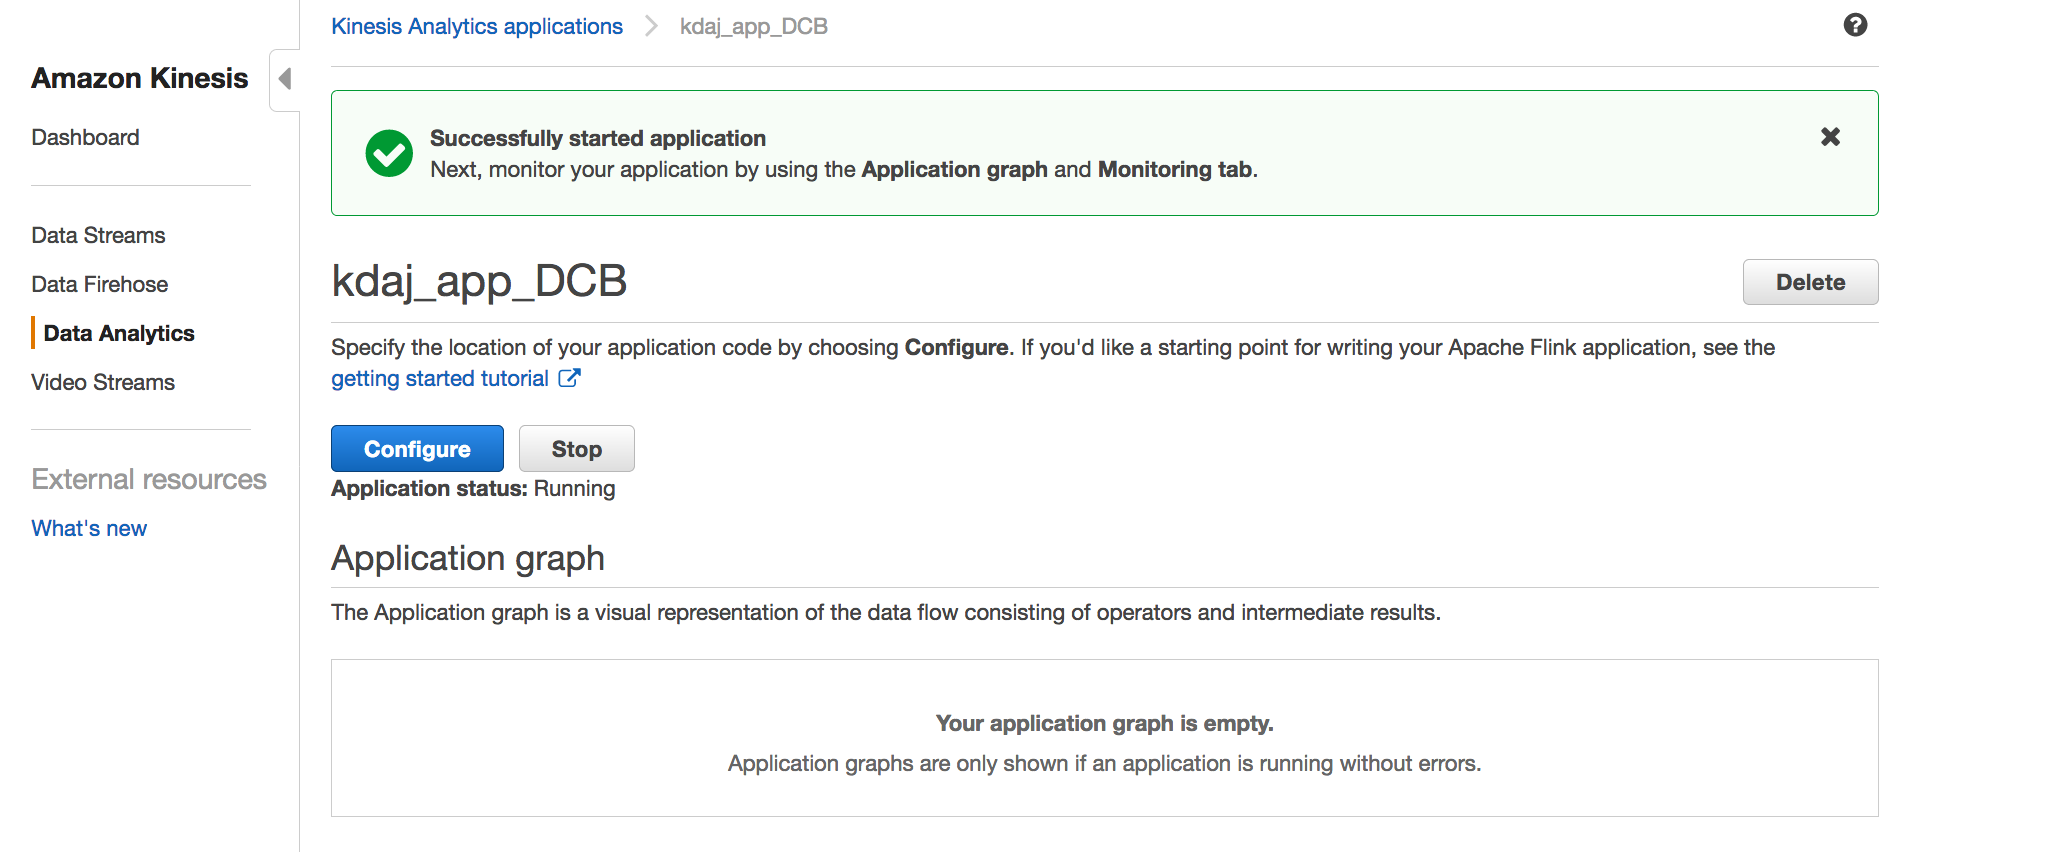 Amazon Kinesis
Dashboard
Data Streams
Data Firehose
Data Analytics
Video Streams
External resources
What's new
Kinesis Analytics applications > kdaj_app_DCB
Successfully started application
Next, monitor your application by using the Application graph and Monitoring tab.
kdaj_app_DCB
Delete
Specify the location of your application code by choosing Configure. If you'd like a starting point for writing your Apache Flink application, see the
getting started tutorial
Configure Stop
Application status: Running
Application graph
The Application graph is a visual representation of the data flow consisting of operators and intermediate results.
Your application graph is empty.
Application graphs are only shown if an application is running without errors.